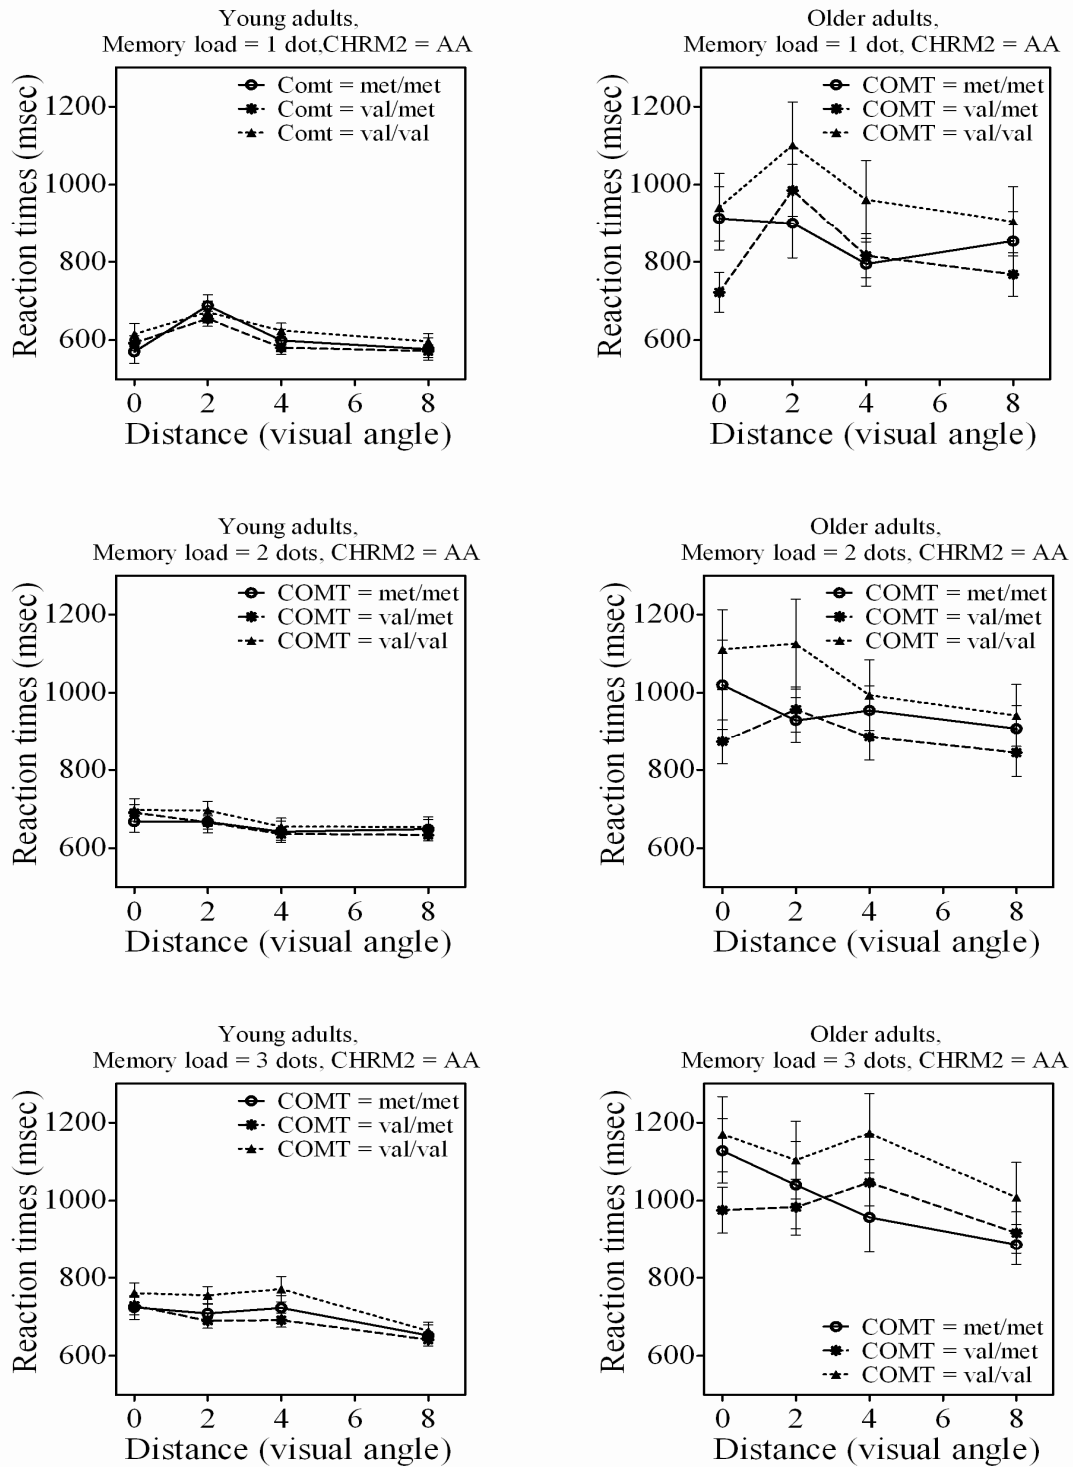 Young adults,
Memory load = 1 dot,CHRM2 = AA
Comt = met/met
Comt = val/met
Comt = val/val
Reaction times (msec)
1200
1000
800
600
0 2 4 6 8
Distance (visual angle)
Older adults,
Memory load = 1 dot, CHRM2 = AA
COMT = met/met
COMT = val/met
COMT = val/val
Reaction times (msec)
1200
1000
800
600
0 2 4 6 8
Distance (visual angle)
Young adults,
Memory load = 2 dots, CHRM2 = AA
COMT = met/met
COMT = val/met
COMT = val/val
Reaction times (msec)
1200
1000
800
600
0 2 4 6 8
Distance (visual angle)
Older adults,
Memory load = 2 dots, CHRM2 = AA
COMT = met/met
COMT = val/met
COMT = val/val
Reaction times (msec)
1200
1000
800
600
0 2 4 6 8
Distance (visual angle)
Young adults,
Memory load = 3 dots, CHRM2 = AA
COMT = met/met
COMT = val/met
COMT = val/val
Reaction times (msec)
1200
1000
800
600
0 2 4 6 8
Distance (visual angle)
Older adults,
Memory load = 3 dots, CHRM2 = AA
Reaction times (msec)
1200
1000
800
600
COMT = met/met
COMT = val/met
COMT = val/val
0 2 4 6 8
Distance (visual angle)